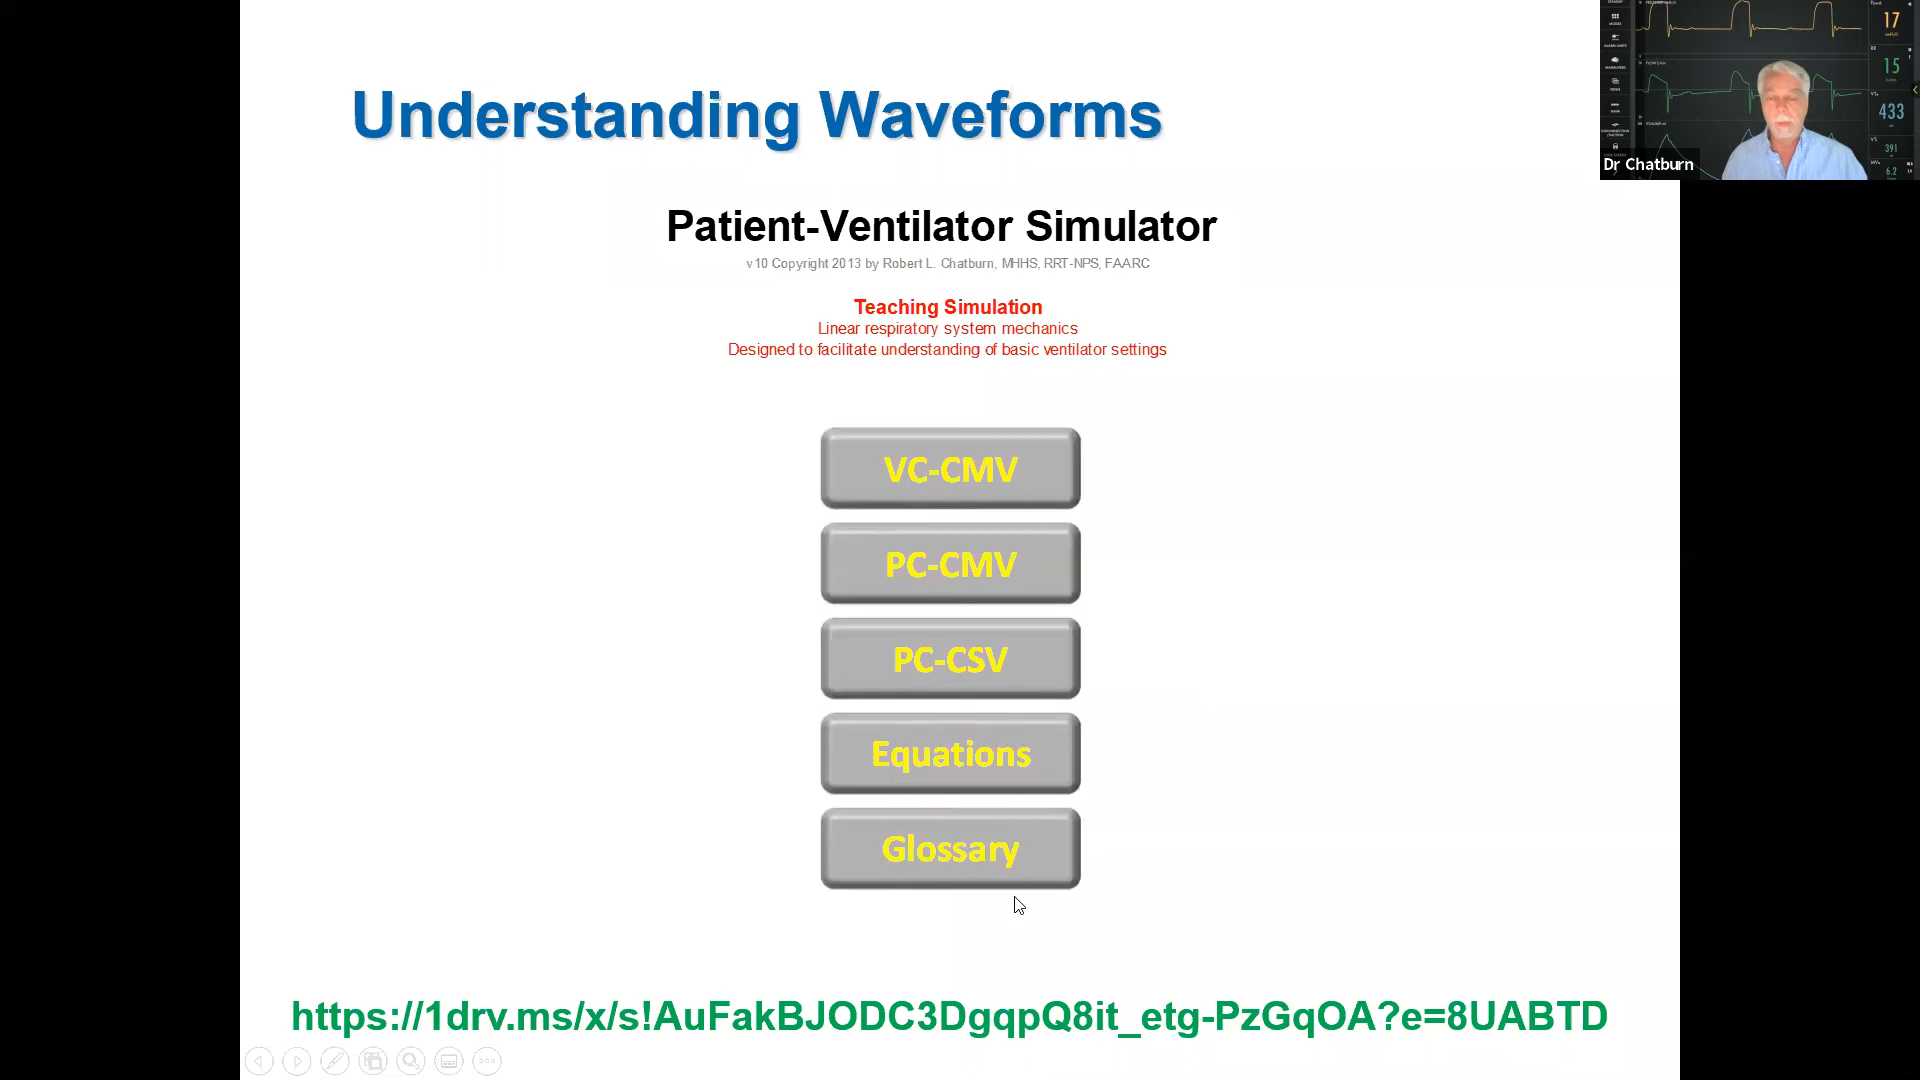 Understanding Waveforms
Patient-Ventilator Simulator
v10 Copyright 2013 by Robert L. Chatburn, MHHS, RRT-NPS, FAARC
Teaching Simulation
Linear respiratory system mechanics
Designed to facilitate understanding of basic ventilator settings
VC-CMV
PC-CMV
PC-CSV
Equations
Glossary
https://1drv.ms/x/s!AuFakBJODC3DgqpQ8it_etg-PzGqOA?e=8UABTD
17
15
433
391
6.2
Dr Chatburn